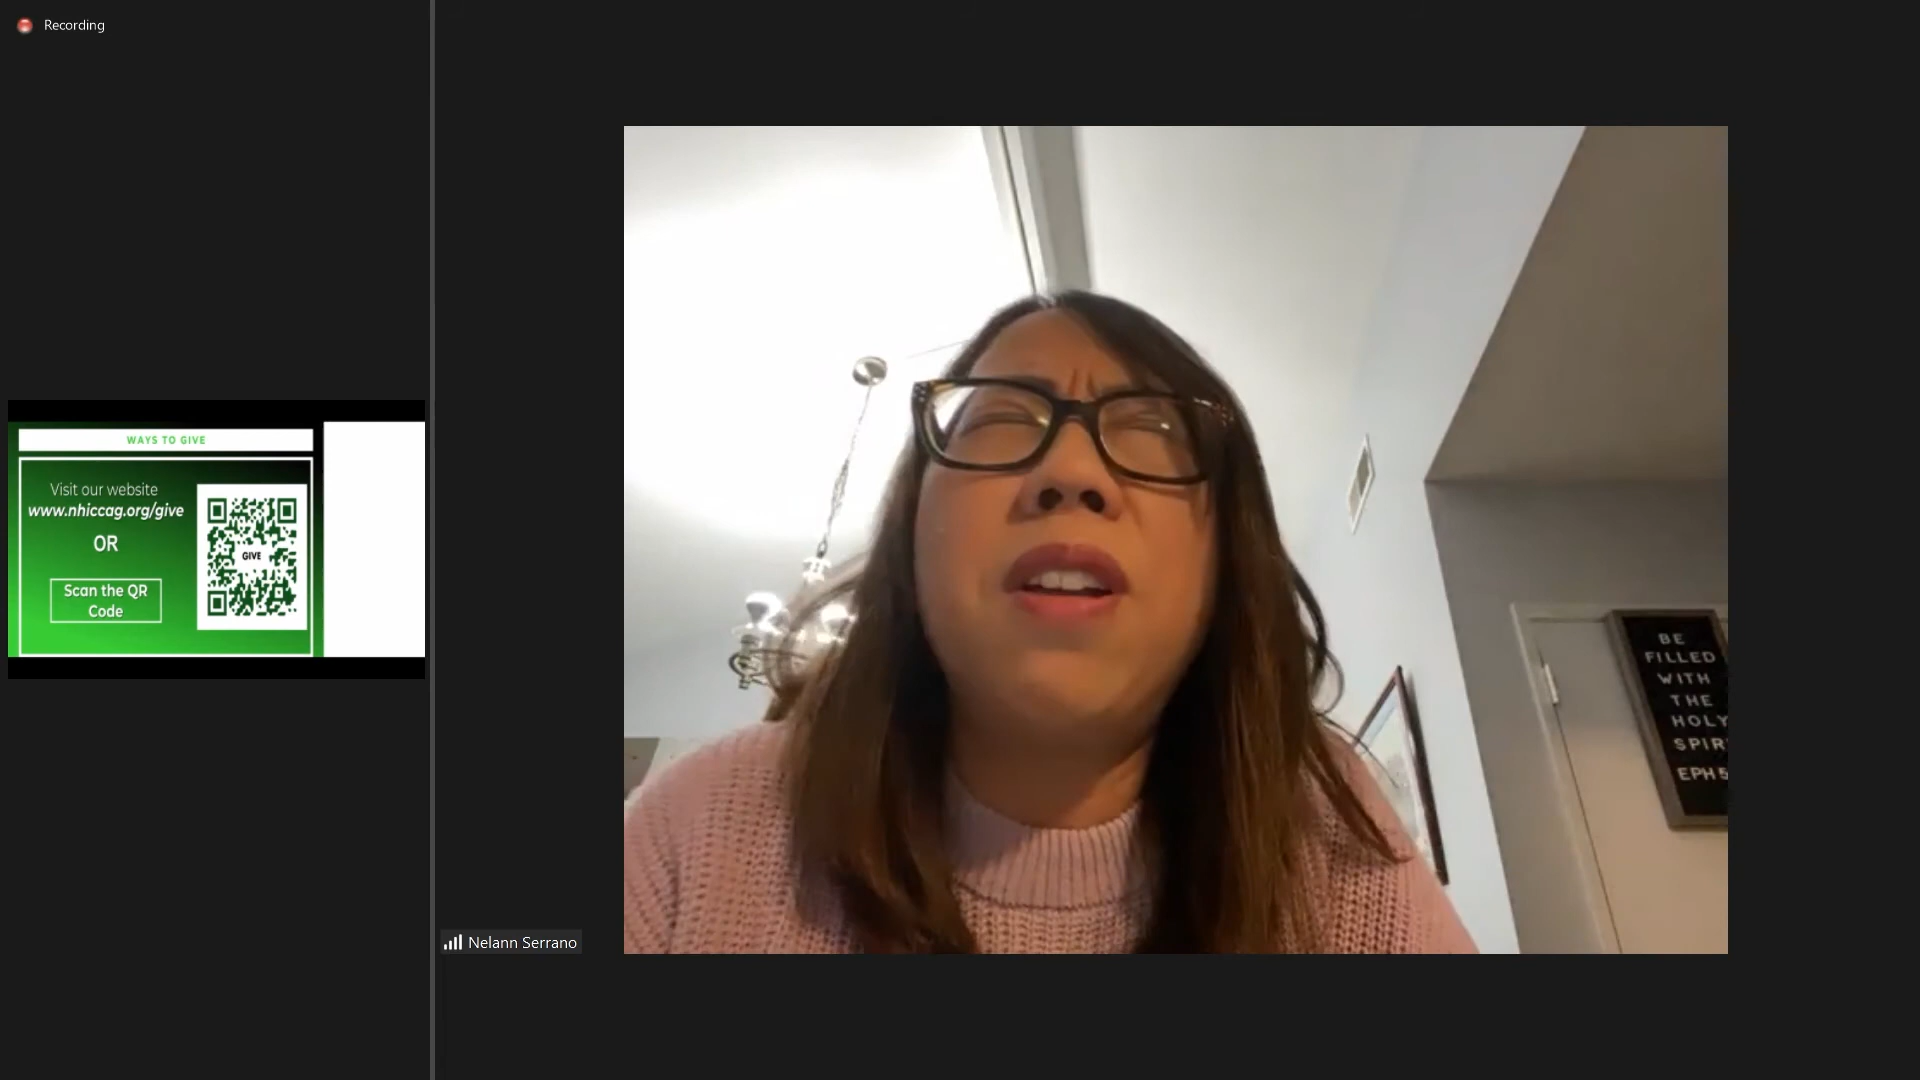 Recording
WAYS TO GIVE
Visit our website
www.nhiccag.org/give
OR
Scan the QR
Code
GIVE
Nelann Serrano
BE
FILLED
WITH
THE
HOLY
SPIR
EPH 5